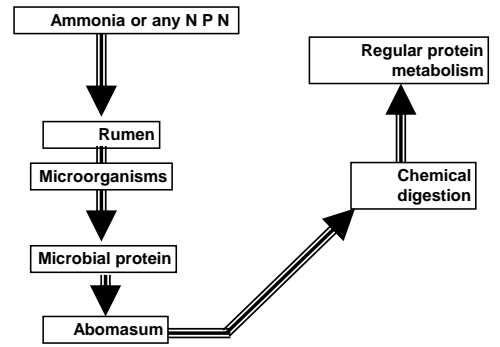 Ammonia or any N P N
Rumen
Microorganisms
Microbial protein
Abomasum
Chemical
digestion
Regular protein
metabolism